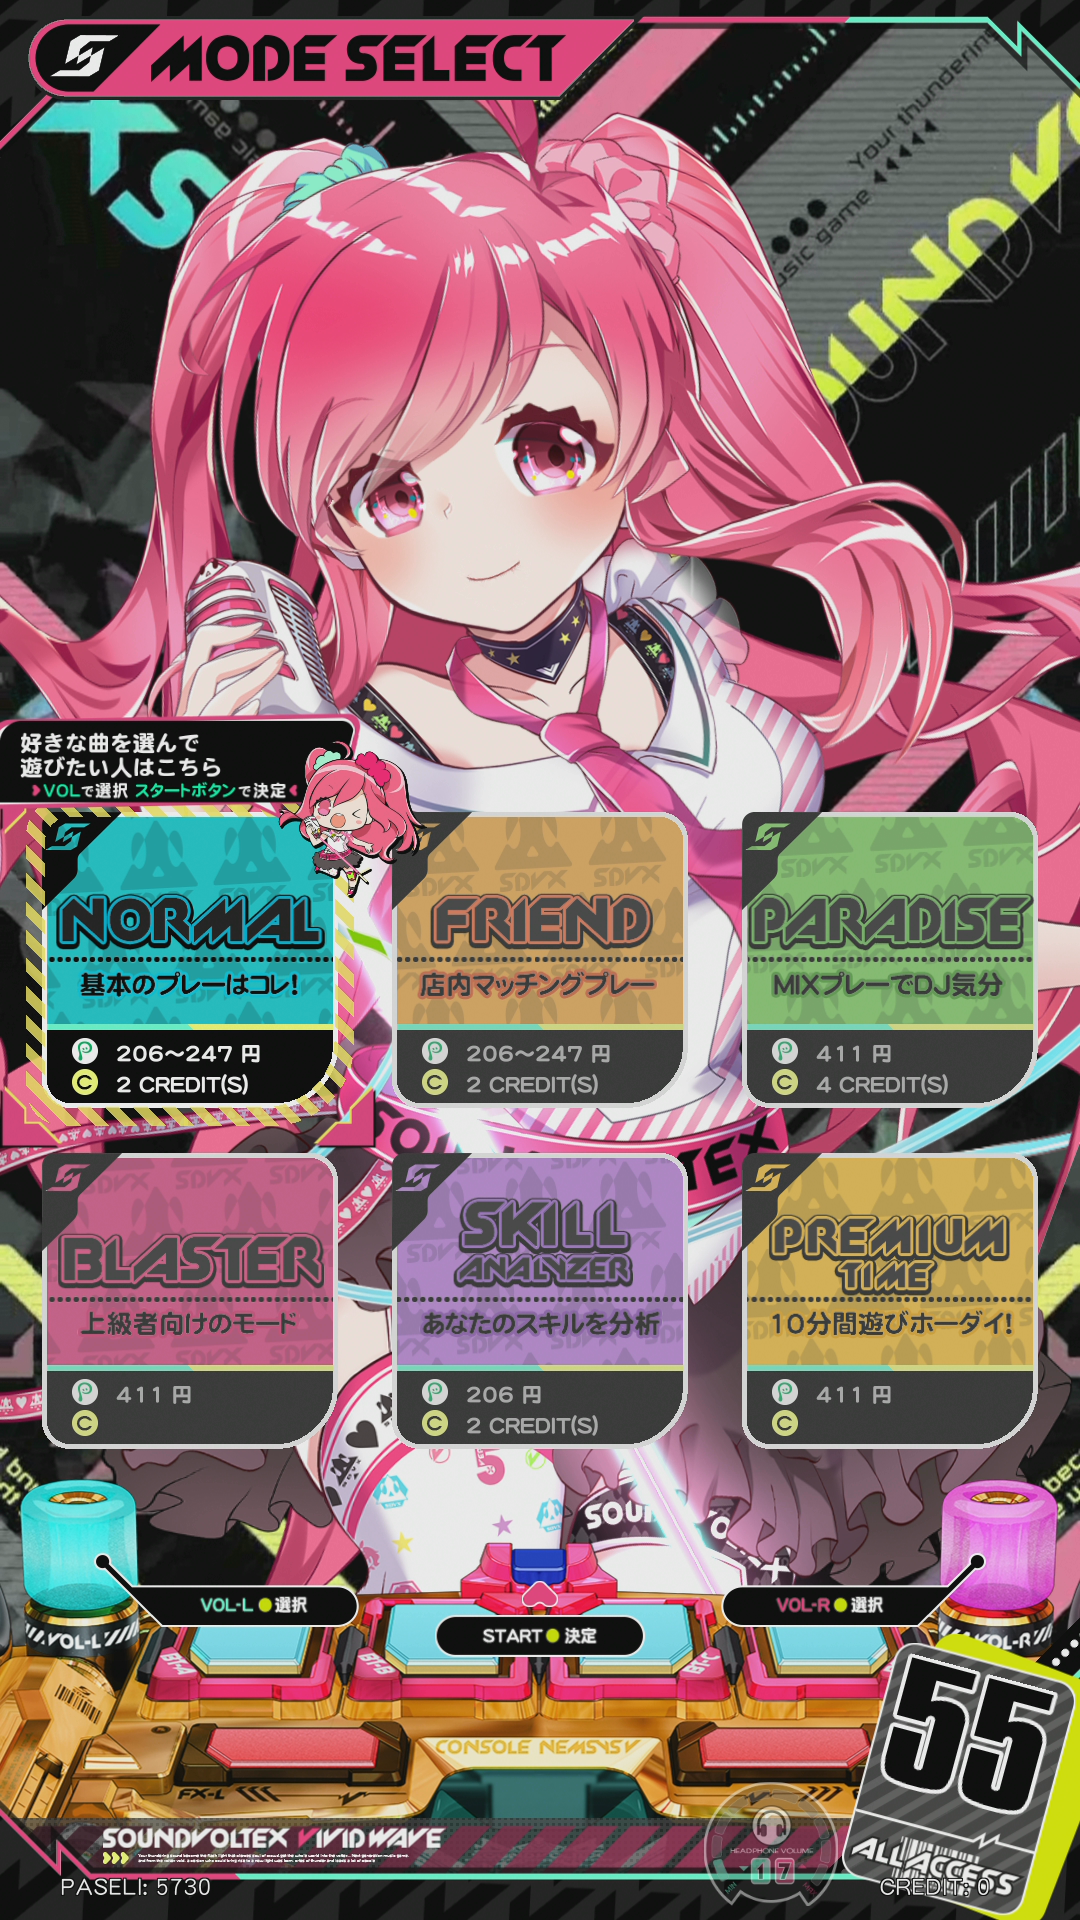 MODE SELECT
Your thundering
music game
SOUND VO
好きな曲を選んで
遊びたい人はこちら
VOLで選択 スタートボタンで決定
NORMAL
基本のプレーはコレ!
206〜247 円
2 CREDIT(S)
FRIEND
店内マッチングプレー
206〜247 円
2 CREDIT(S)
PARADISE
MIXプレーでDJ気分
411 円
4 CREDIT(S)
BLASTER
上級者向けのモード
411 円
SKILL
ANALYZER
あなたのスキルを分析
206 円
2 CREDIT(S)
PREMIUM
TIME
10分間遊びホーダイ!
411 円
VOL-L 選択
START 決定
VOL-R 選択
VOL-L
VOL-R
BT-A
BT-B
BT-C
CONSOLE NEMSYS
FX-L
55
ALL ACCESS
SOUNDVOLTEX VIVIDWAVE
HEADPHONE VOLUME
17
PASELI: 5730
CREDIT: 0